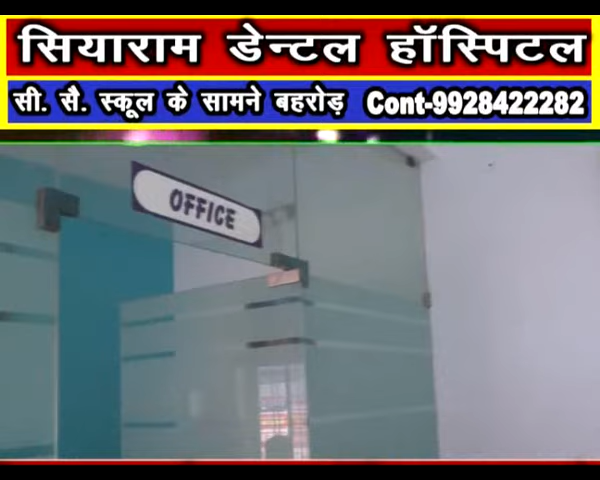 सियाराम डेन्टल हॉस्पिटल
सी. सै. स्कूल के सामने बहरोड़ Cont-9928422282
OFFICE